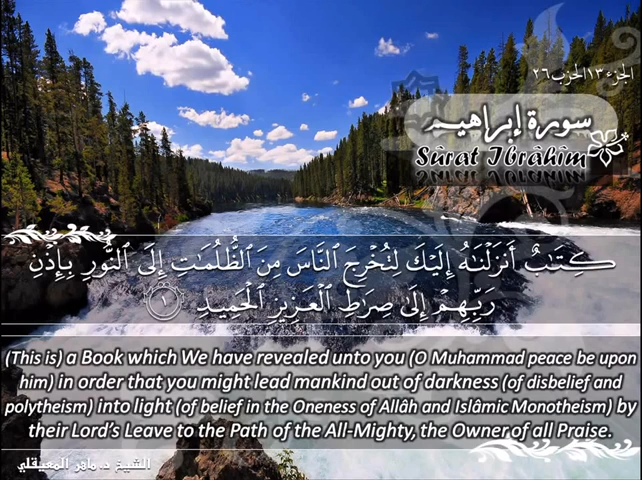 الجزء ١٣ الحزب ٢٦
سورة إبراهيم
Sûrat Ibrâhîm
كِتَـٰبٌ أَنزَلْنَـٰهُ إِلَيْكَ لِتُخْرِجَ ٱلنَّاسَ مِنَ ٱلظُّلُمَـٰتِ إِلَى ٱلنُّورِ بِإِذْنِ
رَبِّهِمْ إِلَىٰ صِرَٰطِ ٱلْعَزِيزِ ٱلْحَمِيدِ ١
(This is) a Book which We have revealed unto you (O Muhammad peace be upon
him) in order that you might lead mankind out of darkness (of disbelief and
polytheism) into light (of belief in the Oneness of Allâh and Islâmic Monotheism) by
their Lord's Leave to the Path of the All-Mighty, the Owner of all Praise.
الشيخ د. ماهر المعيقلي